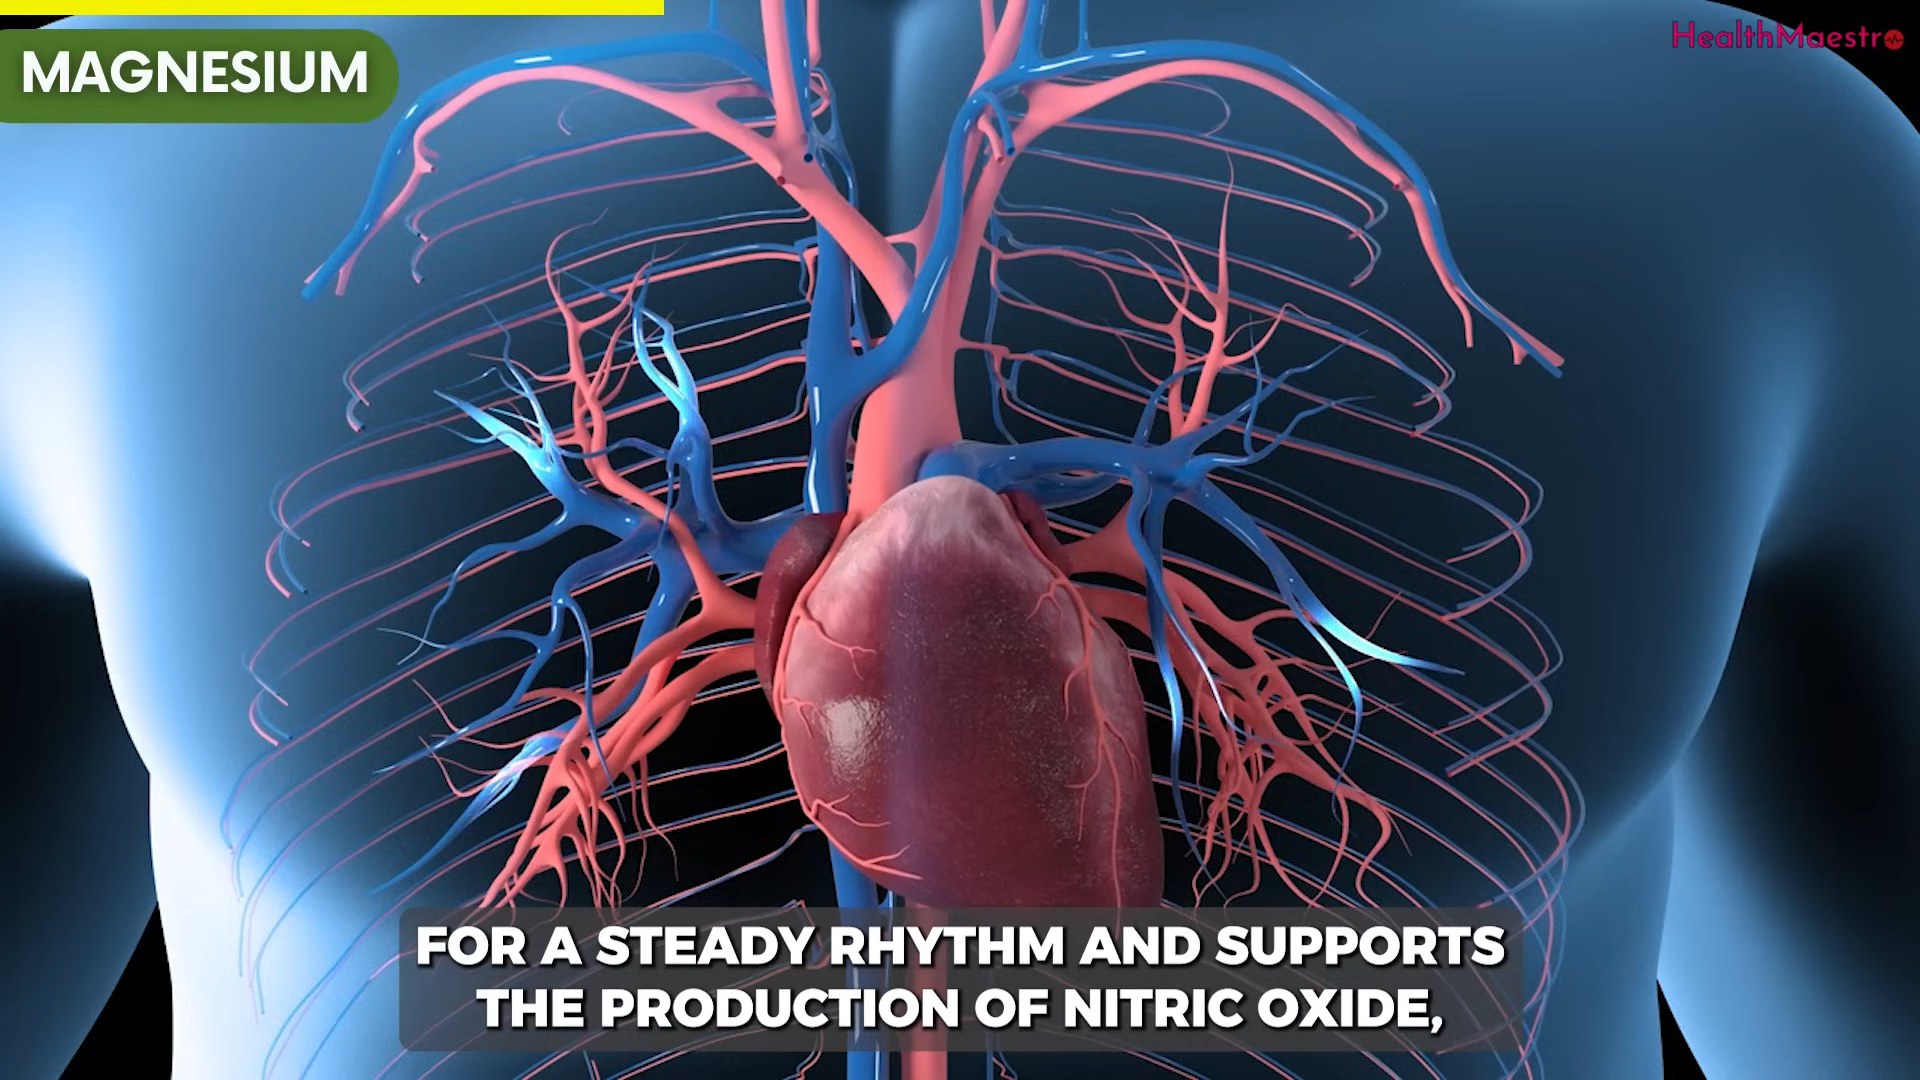 MAGNESIUM
HealthMaestro
FOR A STEADY RHYTHM AND SUPPORTS
THE PRODUCTION OF NITRIC OXIDE,